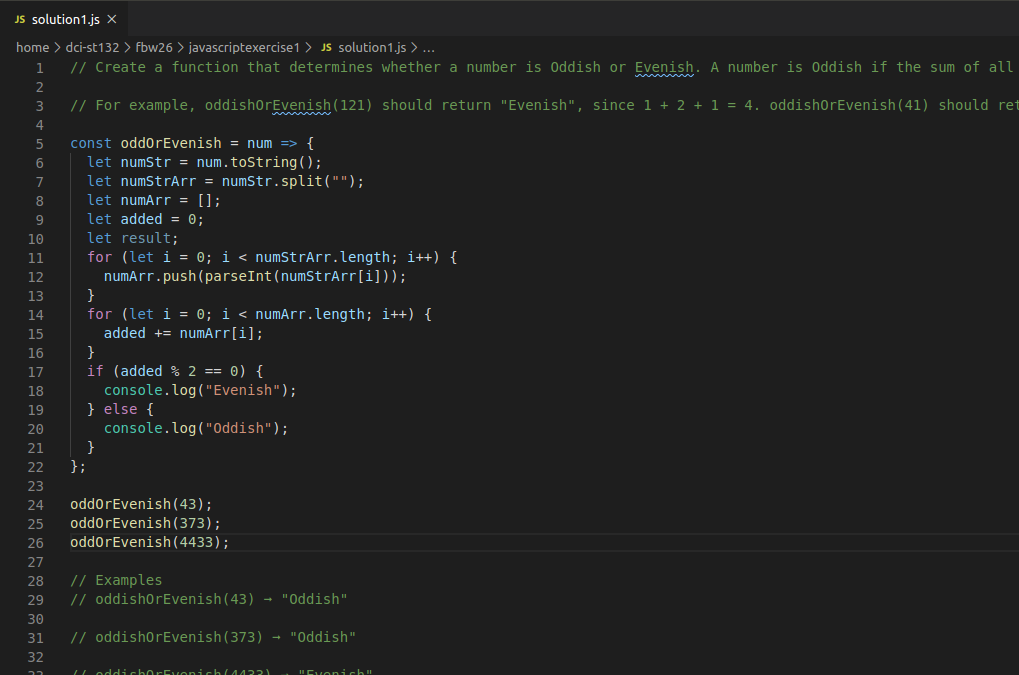 JS solution1.js ×
home > dci-st132 > fbw26 > javascriptexercise1 > JS solution1.js > ...
1 // Create a function that determines whether a number is Oddish or Evenish. A number is Oddish if the sum of all
2
3 // For example, oddishOrEvenish(121) should return "Evenish", since 1 + 2 + 1 = 4. oddishOrEvenish(41) should ret
4
5 const oddOrEvenish = num => {
6   let numStr = num.toString();
7   let numStrArr = numStr.split("");
8   let numArr = [];
9   let added = 0;
10   let result;
11   for (let i = 0; i < numStrArr.length; i++) {
12     numArr.push(parseInt(numStrArr[i]));
13   }
14   for (let i = 0; i < numArr.length; i++) {
15     added += numArr[i];
16   }
17   if (added % 2 == 0) {
18     console.log("Evenish");
19   } else {
20     console.log("Oddish");
21   }
22 };
23
24 oddOrEvenish(43);
25 oddOrEvenish(373);
26 oddOrEvenish(4433);
27
28 // Examples
29 // oddishOrEvenish(43) → "Oddish"
30
31 // oddishOrEvenish(373) → "Oddish"
32
33 // oddishOrEvenish(4433) → "Evenish"